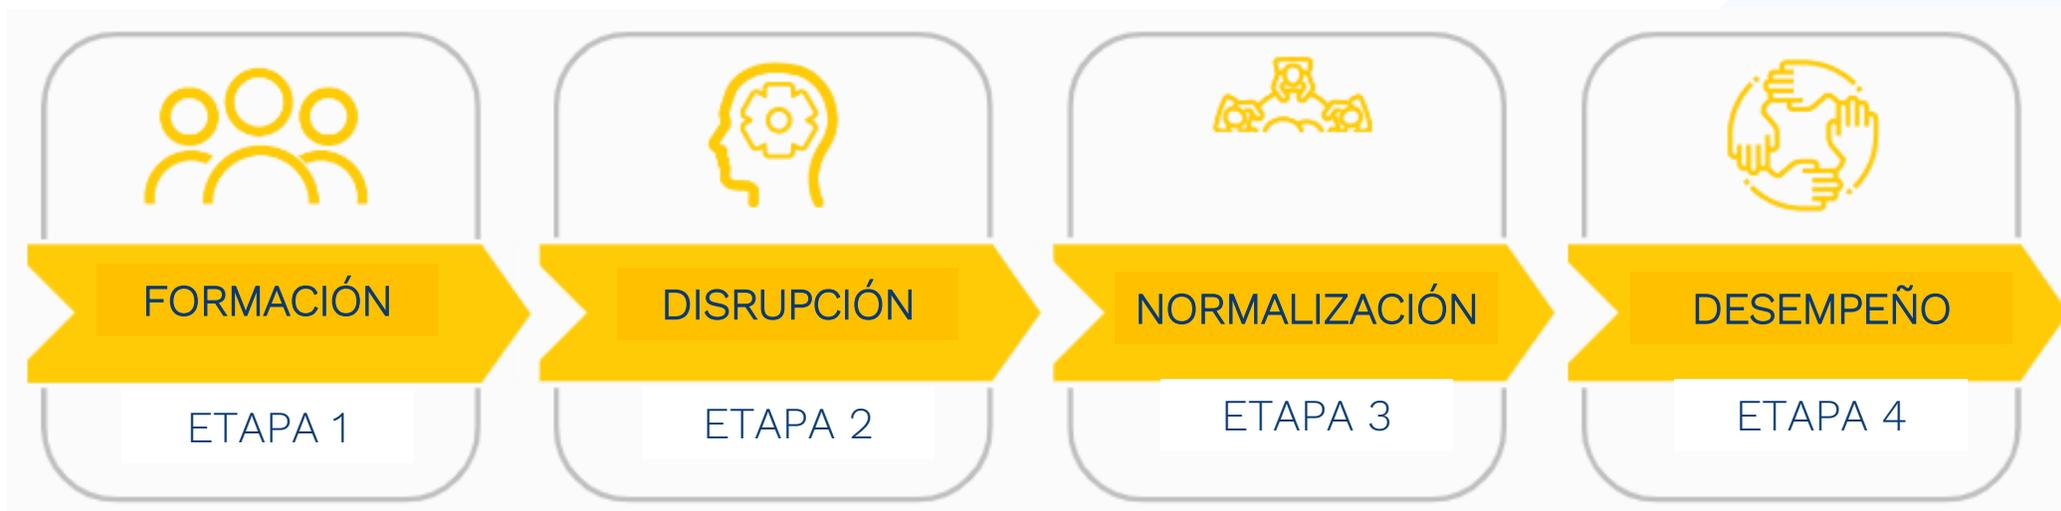 FORMACIÓN
ETAPA 1
DISRUPCIÓN
ETAPA 2
NORMALIZACIÓN
ETAPA 3
DESEMPEÑO
ETAPA 4